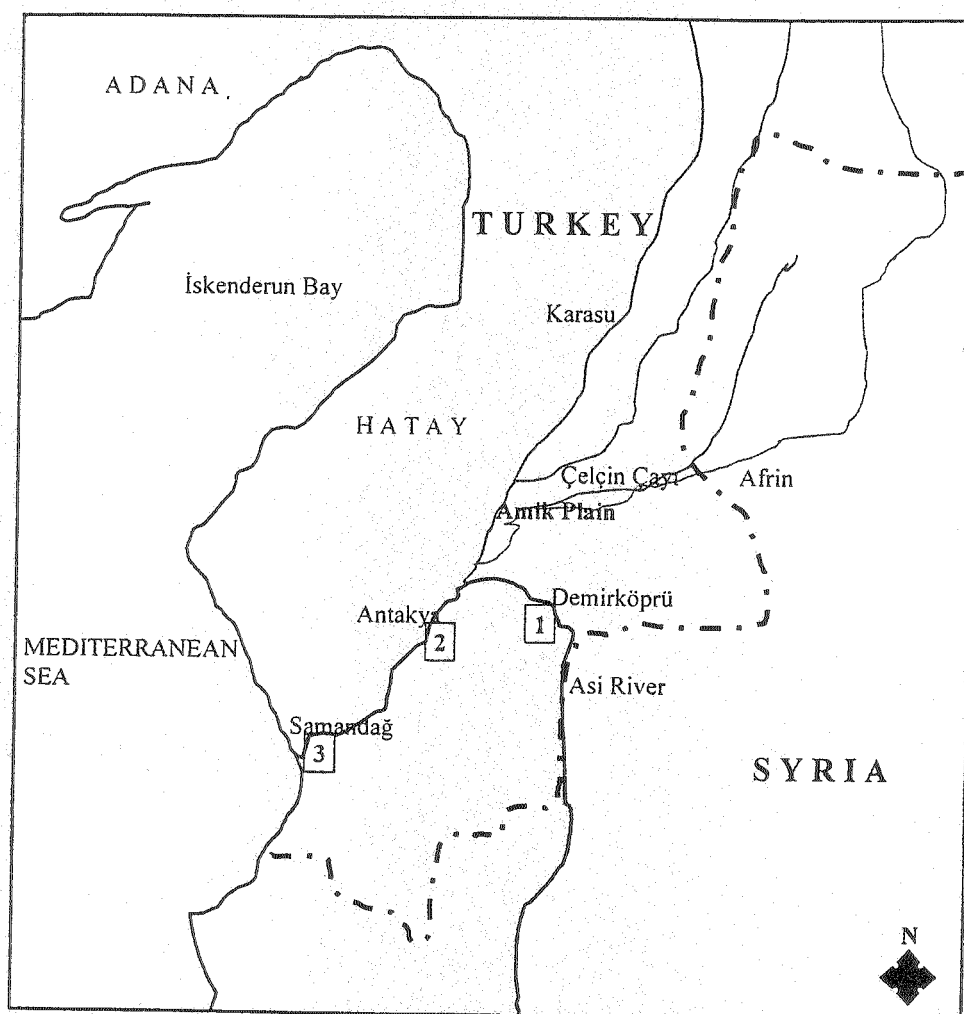 ADANA
TURKEY
İskenderun Bay
Karasu
HATAY
Çelçin Çayı
Afrin
Amik Plain
Demirköprü
Antakya
1
2
MEDITERRANEAN
SEA
Asi River
Samandağ
3
SYRIA
N